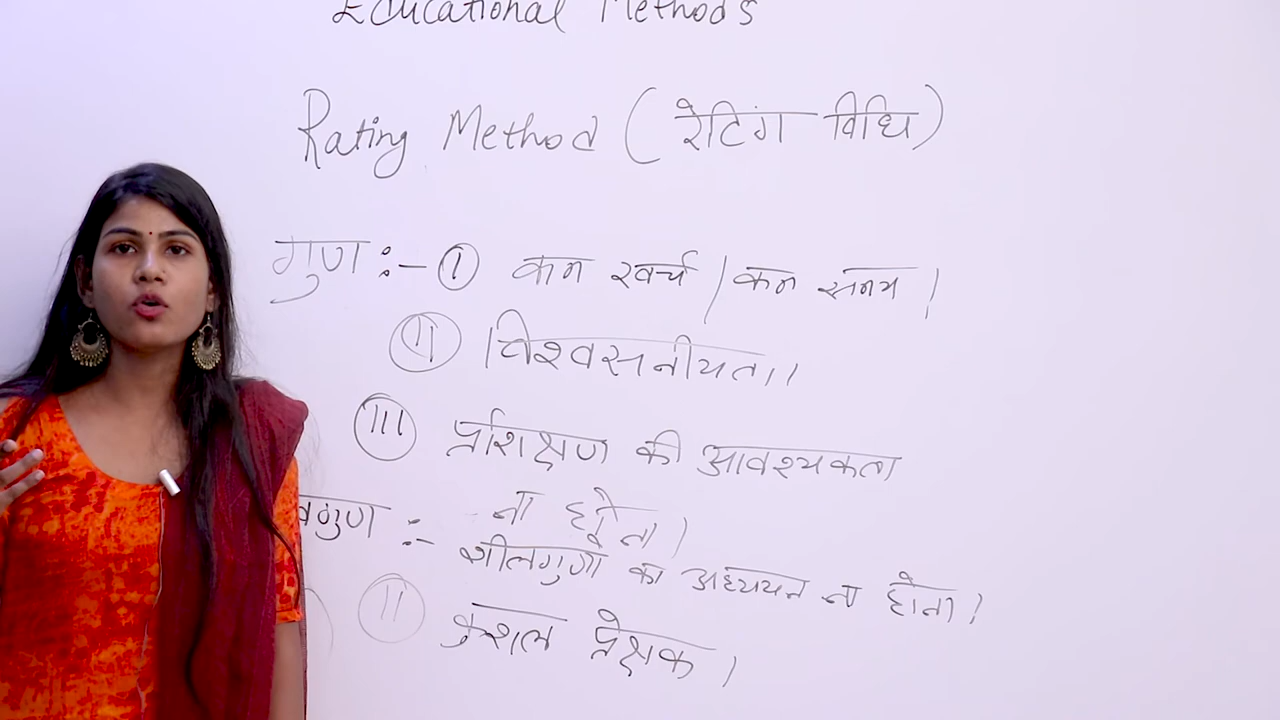 Educational Methods
Rating Method (रेटिंग विधि)
गुण :- I कम खर्च / कम समय ।
II विश्वसनीयता ।
III प्रशिक्षण की आवश्यकता
ना होना ।
वगुण :- शीलगुणों का अध्ययन ना होना ।
II कुशल प्रेक्षक ।